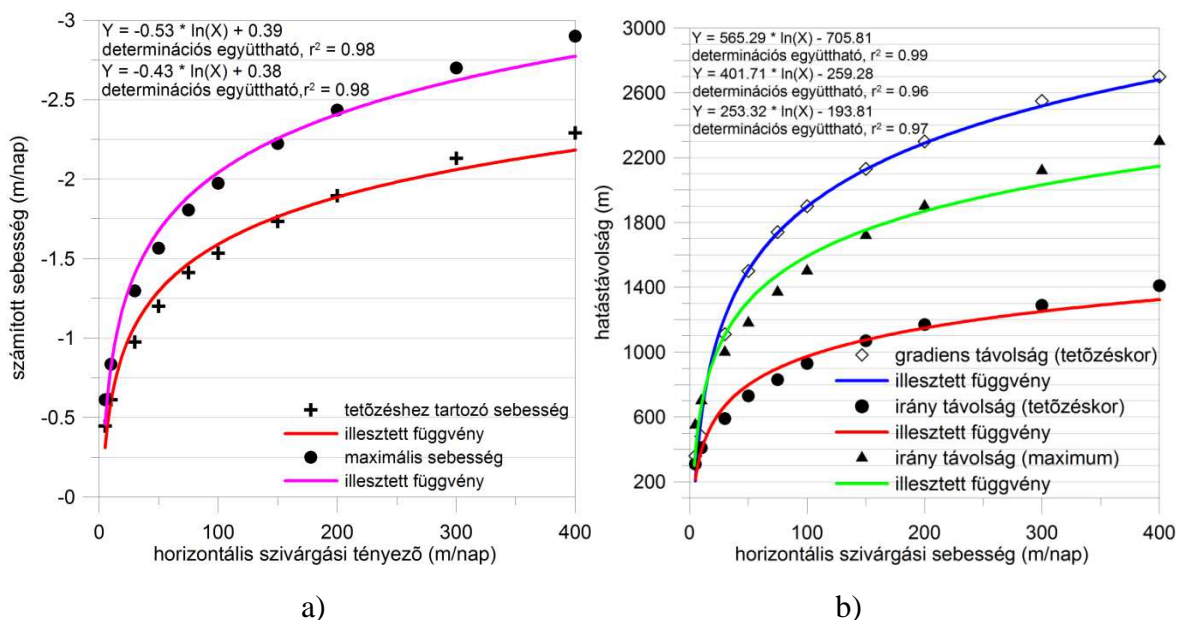 Y = -0.53 * ln(X) + 0.39
determinációs együttható, r² = 0.98
Y = -0.43 * ln(X) + 0.38
determinációs együttható,r² = 0.98
számított sebesség (m/nap)
-3
-2.5
-2
-1.5
-1
-0.5
-0
tetõzéshez tartozó sebesség
illesztett függvény
maximális sebesség
illesztett függvény
0 100 200 300 400
horizontális szivárgási tényezõ (m/nap)
a)
Y = 565.29 * ln(X) - 705.81
determinációs együttható, r² = 0.99
Y = 401.71 * ln(X) - 259.28
determinációs együttható, r² = 0.96
Y = 253.32 * ln(X) - 193.81
determinációs együttható, r² = 0.97
hatástávolság (m)
3000
2600
2200
1800
1400
1000
600
200
gradiens távolság (tetõzéskor)
illesztett függvény
irány távolság (tetõzéskor)
illesztett függvény
irány távolság (maximum)
illesztett függvény
0 100 200 300 400
horizontális szivárgási sebesség (m/nap)
b)